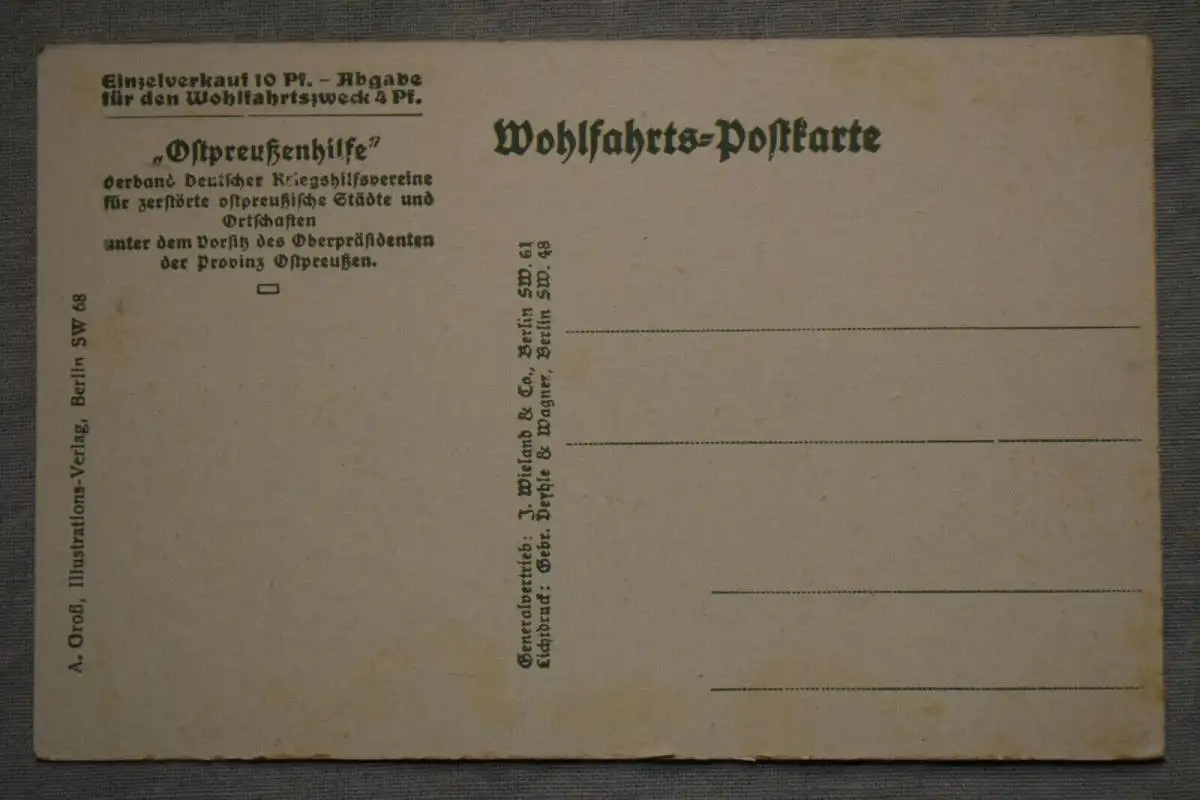 Einzelverkauf 10 Pf. - Abgabe
für den Wohlfahrtszweck 4 Pf.
„Ostpreußenhilfe"
Verband Deutscher Kriegshilfsvereine
für zerstörte ostpreußische Städte und
Ortschaften
unter dem Vorsitz des Oberpräsidenten
der Provinz Ostpreußen.
Wohlfahrts-Postkarte
A. Groß, Illustrations-Verlag, Berlin SW 68
Generalvertrieb: J. Wieland & Co., Berlin SW. 61
Lichtdruck: Gebr. Deyhle & Wagner, Berlin SW. 48